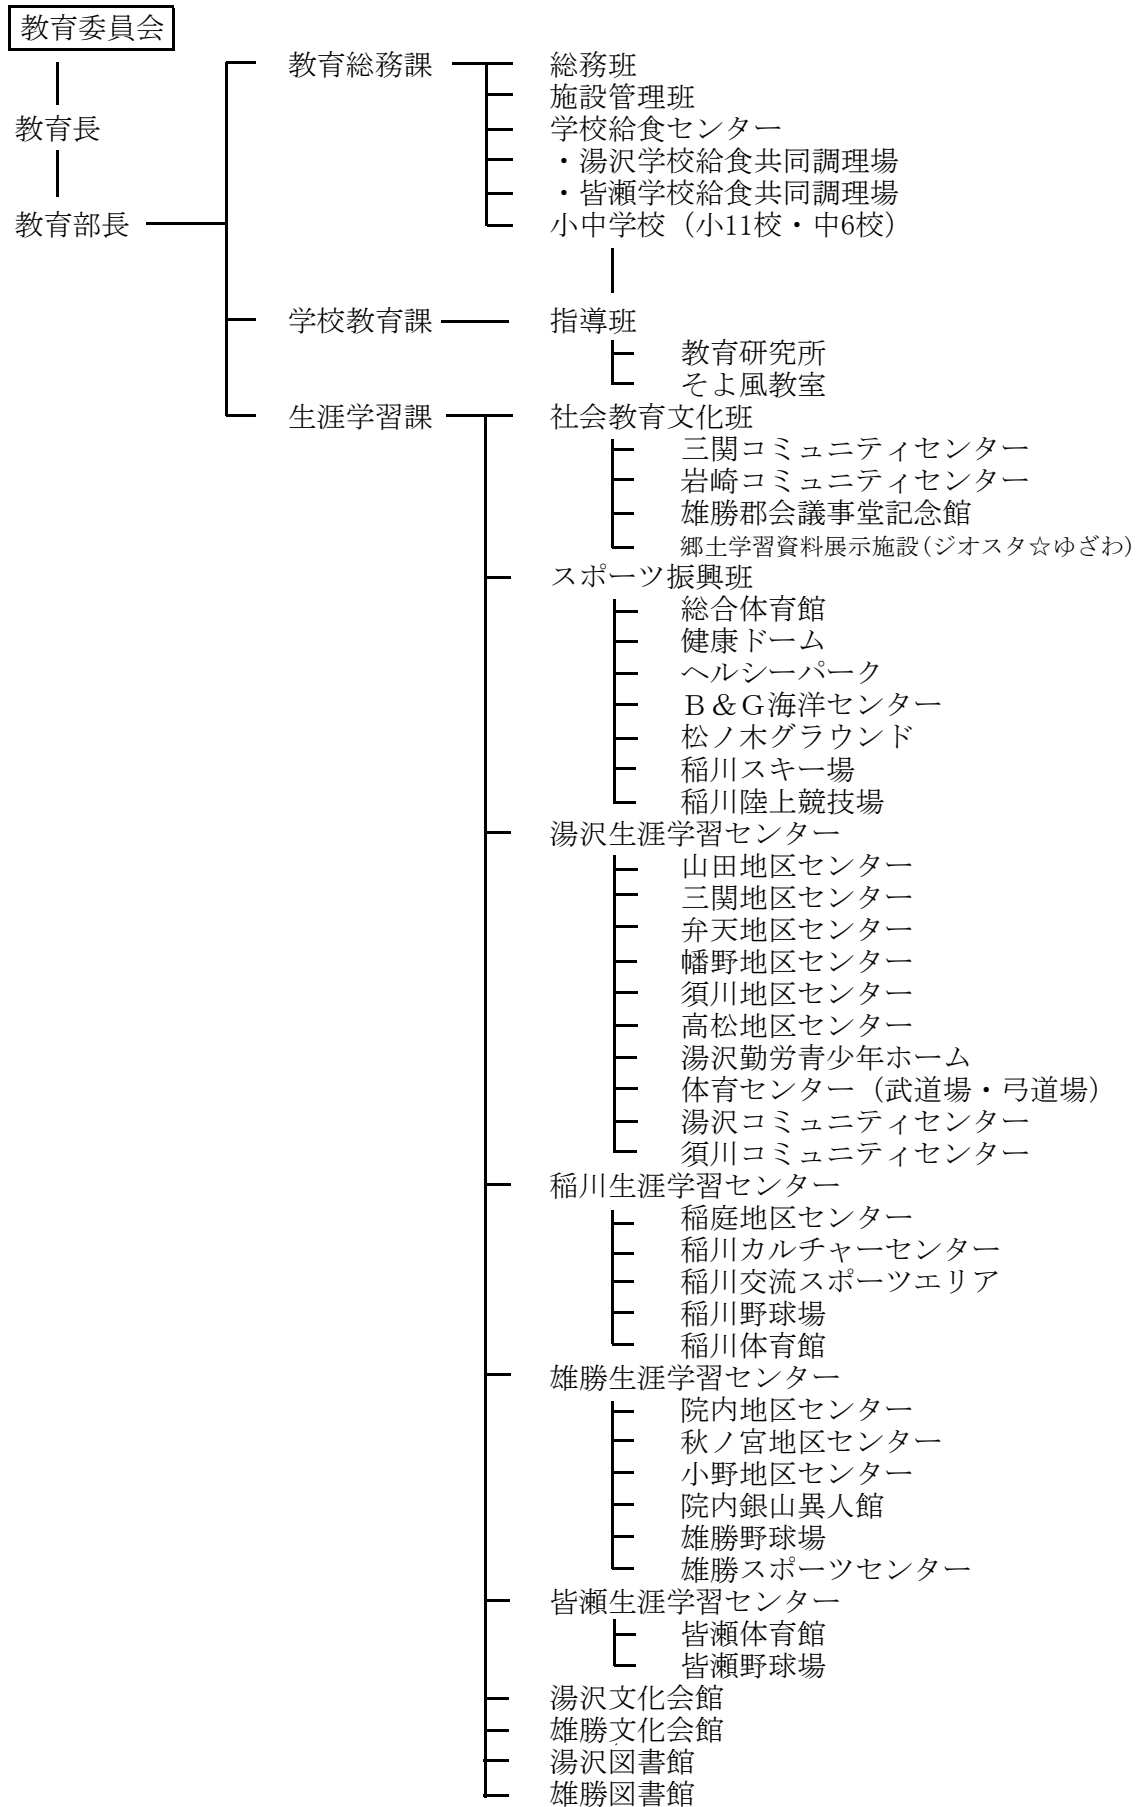 教育委員会
教育総務課 総務班
施設管理班
教育長 学校給食センター
・湯沢学校給食共同調理場
・皆瀬学校給食共同調理場
教育部長 小中学校（小11校・中6校）
学校教育課 指導班
教育研究所
そよ風教室
生涯学習課 社会教育文化班
三関コミュニティセンター
岩崎コミュニティセンター
雄勝郡会議事堂記念館
郷土学習資料展示施設（ジオスタ☆ゆざわ）
スポーツ振興班
総合体育館
健康ドーム
ヘルシーパーク
Ｂ＆Ｇ海洋センター
松ノ木グラウンド
稲川スキー場
稲川陸上競技場
湯沢生涯学習センター
山田地区センター
三関地区センター
弁天地区センター
幡野地区センター
須川地区センター
高松地区センター
湯沢勤労青少年ホーム
体育センター（武道場・弓道場）
湯沢コミュニティセンター
須川コミュニティセンター
稲川生涯学習センター
稲庭地区センター
稲川カルチャーセンター
稲川交流スポーツエリア
稲川野球場
稲川体育館
雄勝生涯学習センター
院内地区センター
秋ノ宮地区センター
小野地区センター
院内銀山異人館
雄勝野球場
雄勝スポーツセンター
皆瀬生涯学習センター
皆瀬体育館
皆瀬野球場
湯沢文化会館
雄勝文化会館
湯沢図書館
雄勝図書館